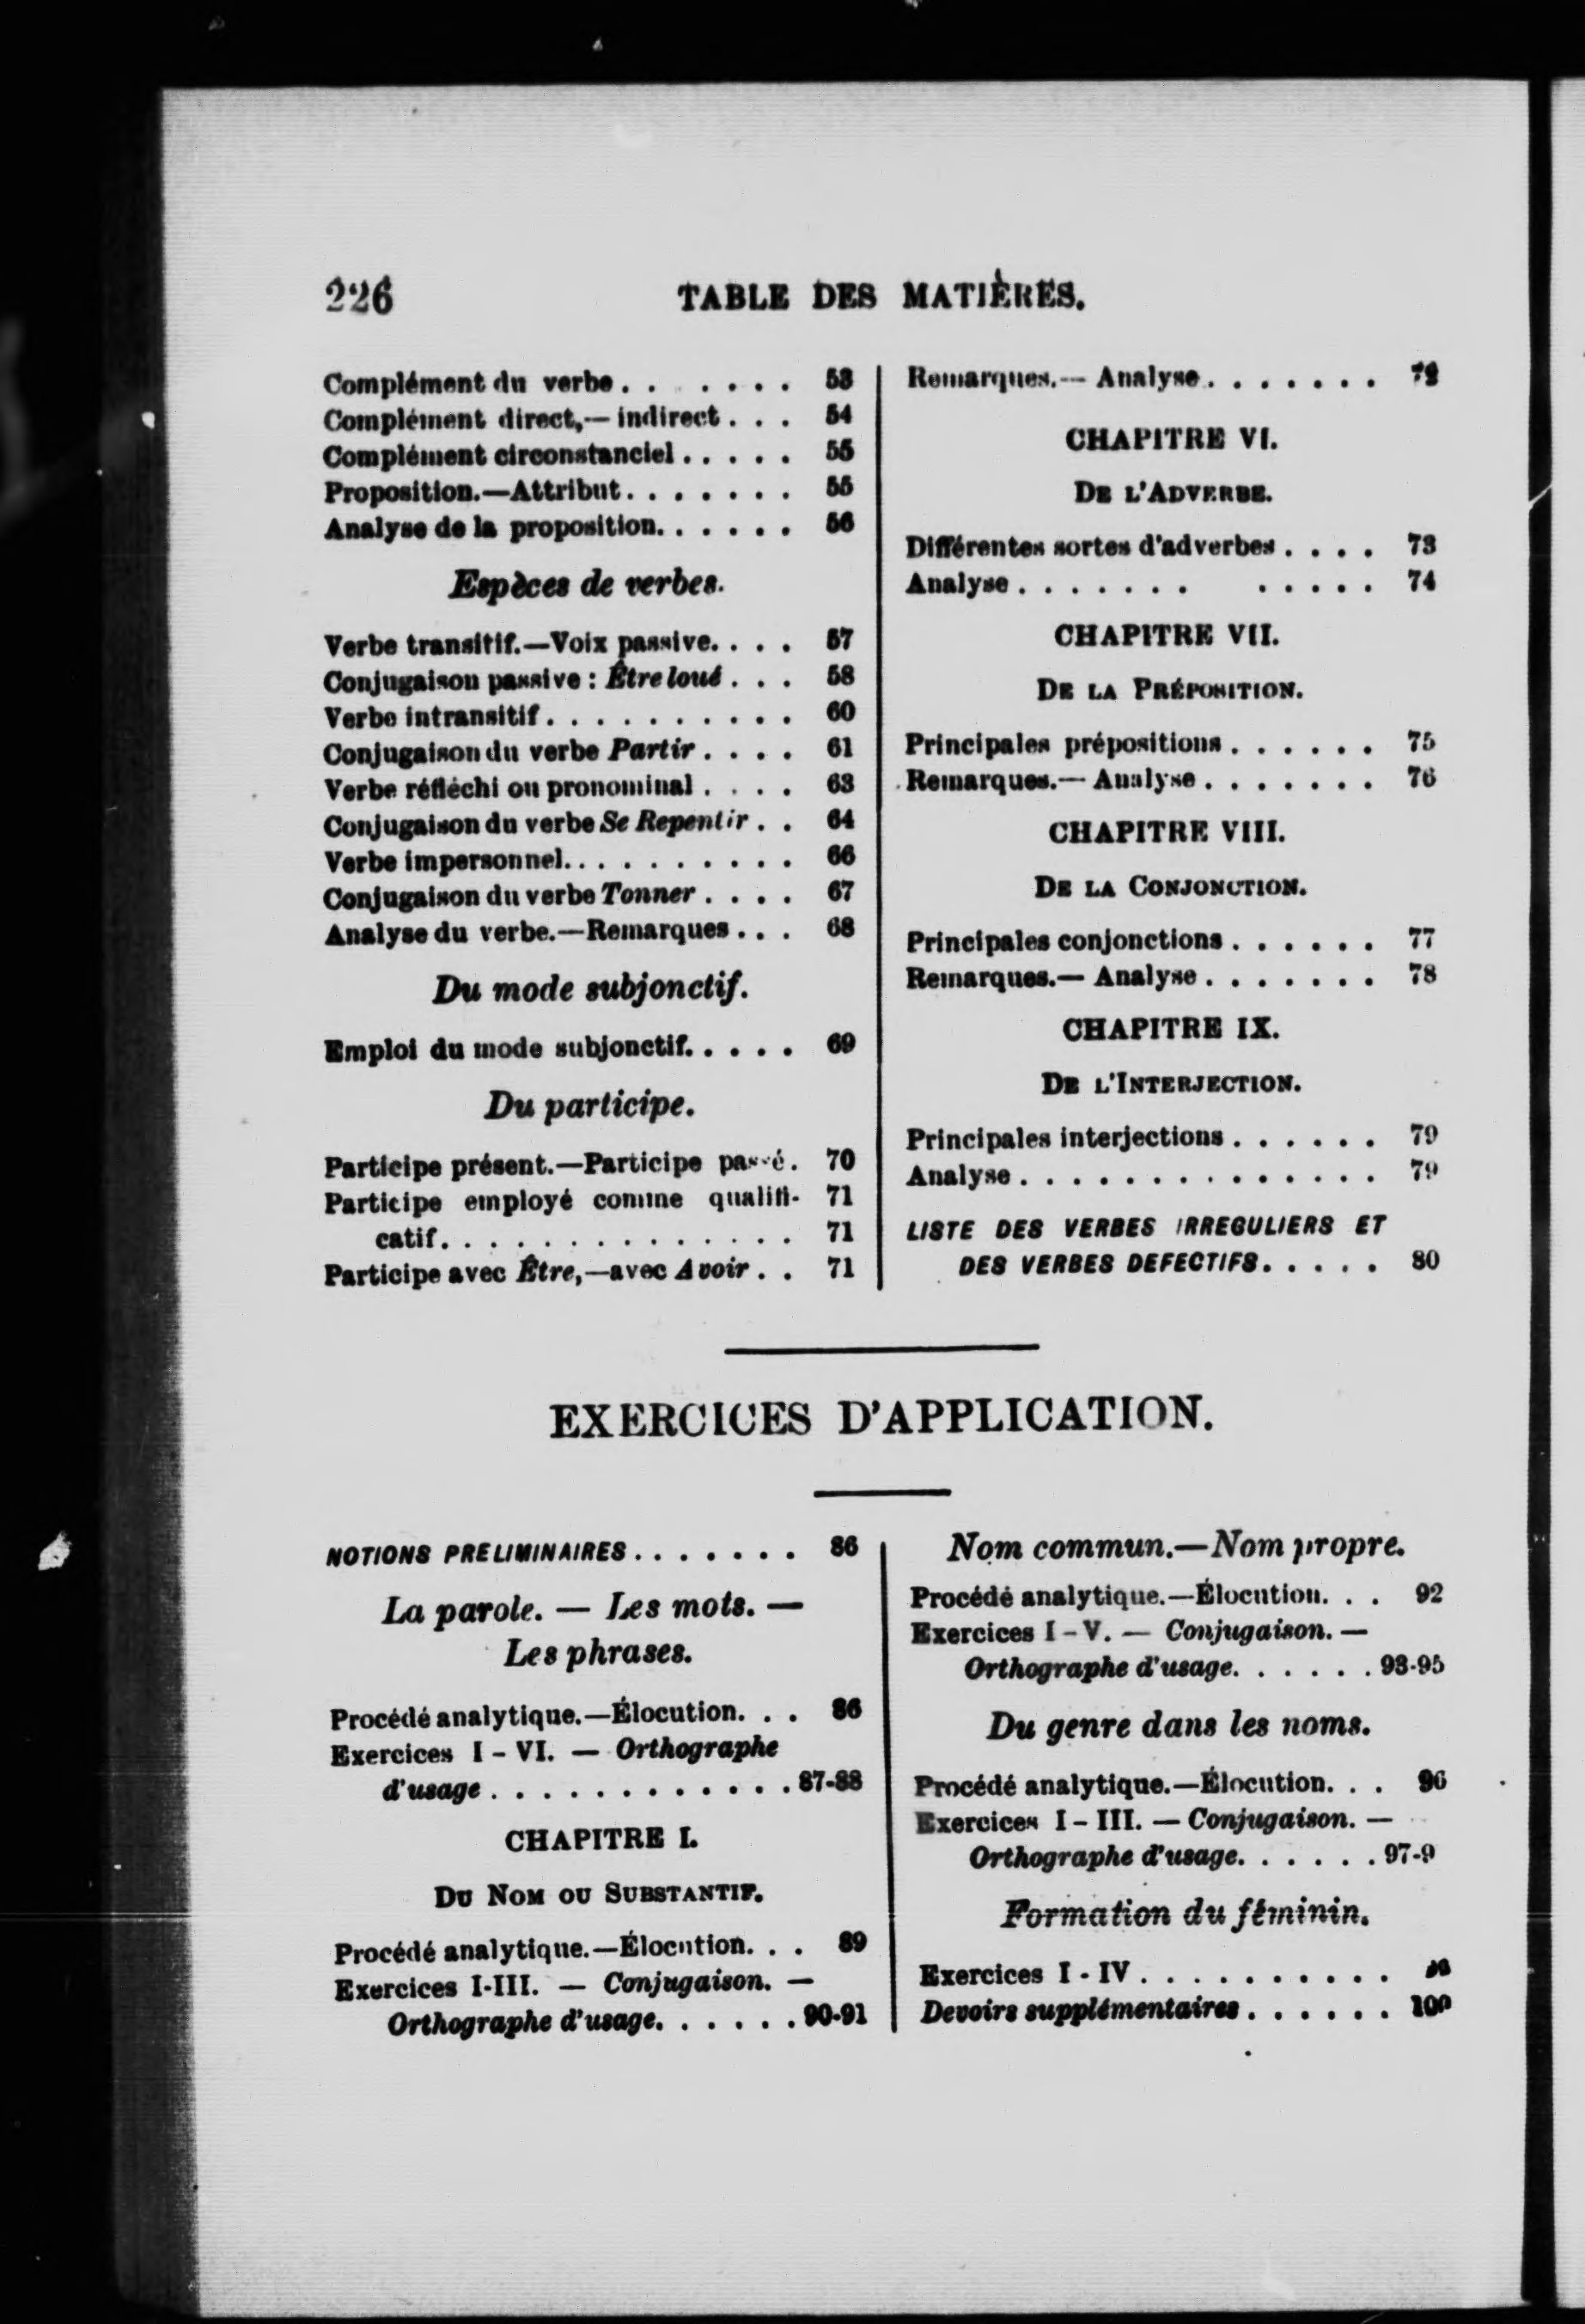 226 TABLE DES MATIÈRES.
Complément du verbe. . . . . . . 53
Complément direct,— indirect . . . 54
Complément circonstanciel . . . . . 55
Proposition.—Attribut. . . . . . . 55
Analyse de la proposition. . . . . . 56
Espèces de verbes.
Verbe transitif.—Voix passive. . . . 57
Conjugaison passive : Être loué . . . 58
Verbe intransitif . . . . . . . . . . 60
Conjugaison du verbe Partir . . . . 61
Verbe réfléchi ou pronominal . . . . 63
Conjugaison du verbe Se Repentir . . 64
Verbe impersonnel. . . . . . . . . . 66
Conjugaison du verbe Tonner . . . . 67
Analyse du verbe.—Remarques . . . 68
Du mode subjonctif.
Emploi du mode subjonctif. . . . . 69
Du participe.
Participe présent.—Participe passé. 70
Participe employé comme qualifi- 71
catif. . . . . . . . . . . . . . 71
Participe avec Être,—avec Avoir . . 71
Remarques.— Analyse. . . . . . . 72
CHAPITRE VI.
DE L'ADVERBE.
Différentes sortes d'adverbes . . . . 73
Analyse . . . . . . . . . . . . 74
CHAPITRE VII.
DE LA PRÉPOSITION.
Principales prépositions . . . . . . 75
Remarques.— Analyse . . . . . . . 76
CHAPITRE VIII.
DE LA CONJONCTION.
Principales conjonctions . . . . . . 77
Remarques.— Analyse . . . . . . . 78
CHAPITRE IX.
DE L'INTERJECTION.
Principales interjections . . . . . . 79
Analyse . . . . . . . . . . . . . . 79
LISTE DES VERBES IRREGULIERS ET
DES VERBES DEFECTIFS. . . . . 80
EXERCICES D'APPLICATION.
NOTIONS PRELIMINAIRES . . . . . . . 86
La parole. — Les mots. —
Les phrases.
Procédé analytique.—Élocution. . . 86
Exercices I - VI. — Orthographe
d'usage . . . . . . . . . . . . 87-88
CHAPITRE I.
DU NOM OU SUBSTANTIF.
Procédé analytique.—Élocution. . . 89
Exercices I-III. — Conjugaison. —
Orthographe d'usage. . . . . . 90-91
Nom commun.—Nom propre.
Procédé analytique.—Élocution. . . 92
Exercices I - V. — Conjugaison. —
Orthographe d'usage. . . . . . 93-95
Du genre dans les noms.
Procédé analytique.—Élocution. . . 96
Exercices I - III. — Conjugaison. —
Orthographe d'usage. . . . . . 97-9
Formation du féminin.
Exercices I - IV . . . . . . . . . .
Devoirs supplémentaires . . . . . . 100